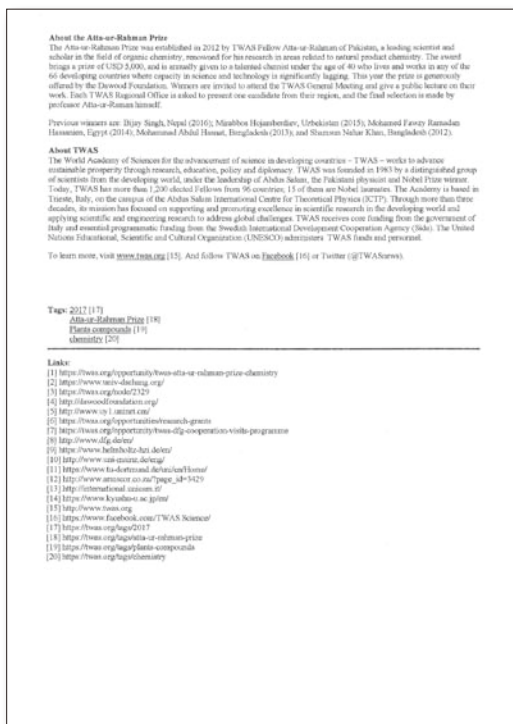 About the Atta-ur-Rahman Prize
The Atta-ur-Rahman Prize was established in 2012 by TWAS Fellow Atta-ur-Rahman of Pakistan, a leading scientist and
scholar in the field of organic chemistry, renowned for his research in areas related to natural product chemistry. The award
brings a prize of USD 5,000, and is annually given to a talented chemist under the age of 40 who lives and works in any of the
66 developing countries where capacity in science and technology is significantly lagging. This year the prize is generously
offered by the Dawood Foundation. Winners are invited to attend the TWAS General Meeting and give a public lecture on their
work. Each TWAS Regional Office is asked to present one candidate from their region, and the final selection is made by
professor Atta-ur-Raman himself.
Previous winners are: Bijay Singh, Nepal (2016); Mirabbos Hojamberdiev, Uzbekistan (2015); Mohamed Fawzy Ramadan
Hassanien, Egypt (2014); Mohammad Abdul Hasnat, Bangladesh (2013); and Shamsun Nahar Khan, Bangladesh (2012).
About TWAS
The World Academy of Sciences for the advancement of science in developing countries – TWAS – works to advance
sustainable prosperity through research, education, policy and diplomacy. TWAS was founded in 1983 by a distinguished group
of scientists from the developing world, under the leadership of Abdus Salam, the Pakistani physicist and Nobel Prize winner.
Today, TWAS has more than 1,200 elected Fellows from 96 countries; 15 of them are Nobel laureates. The Academy is based in
Trieste, Italy, on the campus of the Abdus Salam International Centre for Theoretical Physics (ICTP). Through more than three
decades, its mission has focused on supporting and promoting excellence in scientific research in the developing world and
applying scientific and engineering research to address global challenges. TWAS receives core funding from the government of
Italy and essential programmatic funding from the Swedish International Development Cooperation Agency (Sida). The United
Nations Educational, Scientific and Cultural Organization (UNESCO) administers TWAS funds and personnel.
To learn more, visit www.twas.org [15]. And follow TWAS on Facebook [16] or Twitter (@TWASnews).
Tags: 2017 [17]
Atta-ur-Rahman Prize [18]
Plants compounds [19]
chemistry [20]
Links:
[1] https://twas.org/opportunity/twas-atta-ur-rahman-prize-chemistry
[2] https://www.univ-dschang.org/
[3] https://twas.org/node/2329
[4] http://dawoodfoundation.org/
[5] http://www.uy1.uninet.cm/
[6] https://twas.org/opportunities/research-grants
[7] https://twas.org/opportunity/twas-dfg-cooperation-visits-programme
[8] http://www.dfg.de/en/
[9] https://www.helmholtz-hzi.de/en/
[10] http://www.uni-mainz.de/eng/
[11] https://www.tu-dortmund.de/uni/en/Home/
[12] http://www.amuson.co.za/?page_id=3429
[13] http://international.unicam.it/
[14] https://www.kyushu-u.ac.jp/en/
[15] http://www.twas.org
[16] https://www.facebook.com/TWAS.Science/
[17] https://twas.org/tags/2017
[18] https://twas.org/tags/atta-ur-rahman-prize
[19] https://twas.org/tags/plants-compounds
[20] https://twas.org/tags/chemistry